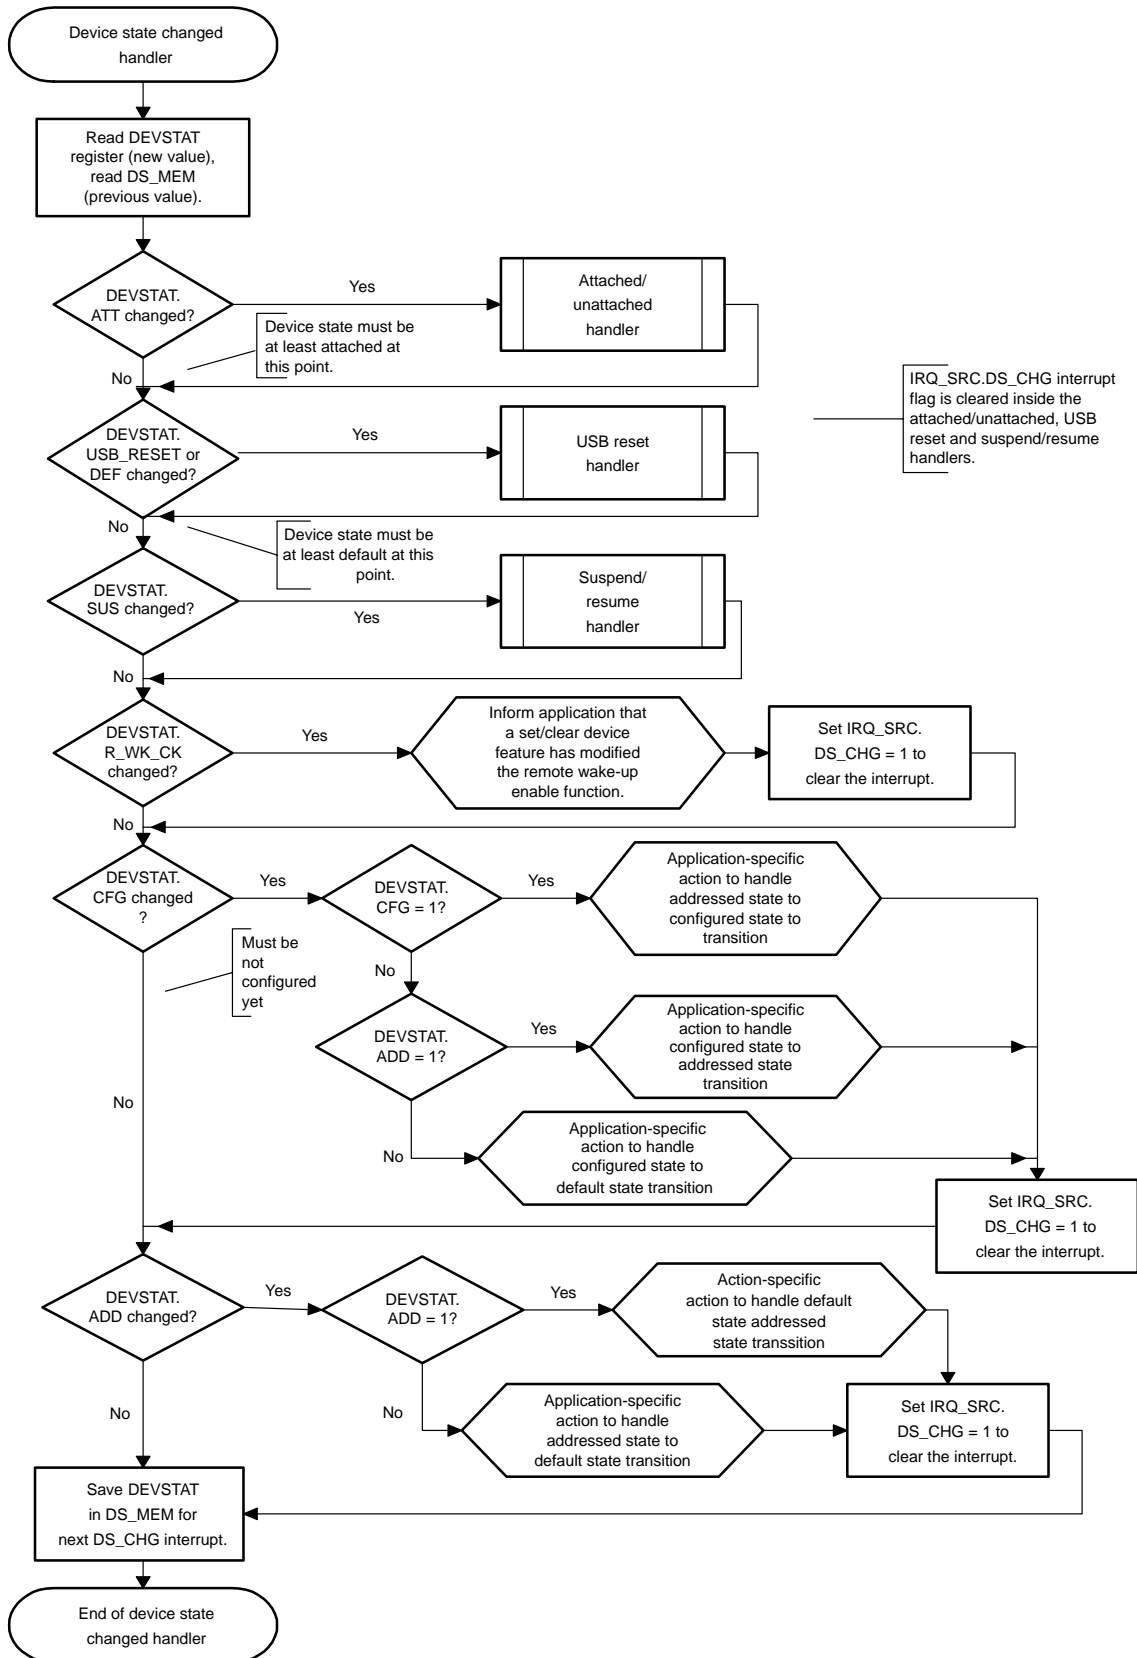 Device state changed
handler
Read DEVSTAT
register (new value),
read DS_MEM
(previous value).
DEVSTAT.
ATT changed?
Yes
Attached/
unattached
handler
Device state must be
at least attached at
this point.
No
IRQ_SRC.DS_CHG interrupt
flag is cleared inside the
attached/unattached, USB
reset and suspend/resume
handlers.
DEVSTAT.
USB_RESET or
DEF changed?
Yes
USB reset
handler
No
Device state must be
at least default at this
point.
DEVSTAT.
SUS changed?
Yes
Suspend/
resume
handler
No
DEVSTAT.
R_WK_CK
changed?
Yes
Inform application that
a set/clear device
feature has modified
the remote wake-up
enable function.
Set IRQ_SRC.
DS_CHG = 1 to
clear the interrupt.
No
DEVSTAT.
CFG changed
?
Yes
DEVSTAT.
CFG = 1?
Yes
Application-specific
action to handle
addressed state to
configured state to
transition
Must be
not
configured
yet
No
DEVSTAT.
ADD = 1?
Yes
Application-specific
action to handle
configured state to
addressed state
transition
No
No
Application-specific
action to handle
configured state to
default state transition
Set IRQ_SRC.
DS_CHG = 1 to
clear the interrupt.
DEVSTAT.
ADD changed?
Yes
DEVSTAT.
ADD = 1?
Yes
Action-specific
action to handle default
state addressed
state transsition
No
No
Application-specific
action to handle
addressed state to
default state transition
Set IRQ_SRC.
DS_CHG = 1 to
clear the interrupt.
Save DEVSTAT
in DS_MEM for
next DS_CHG interrupt.
End of device state
changed handler